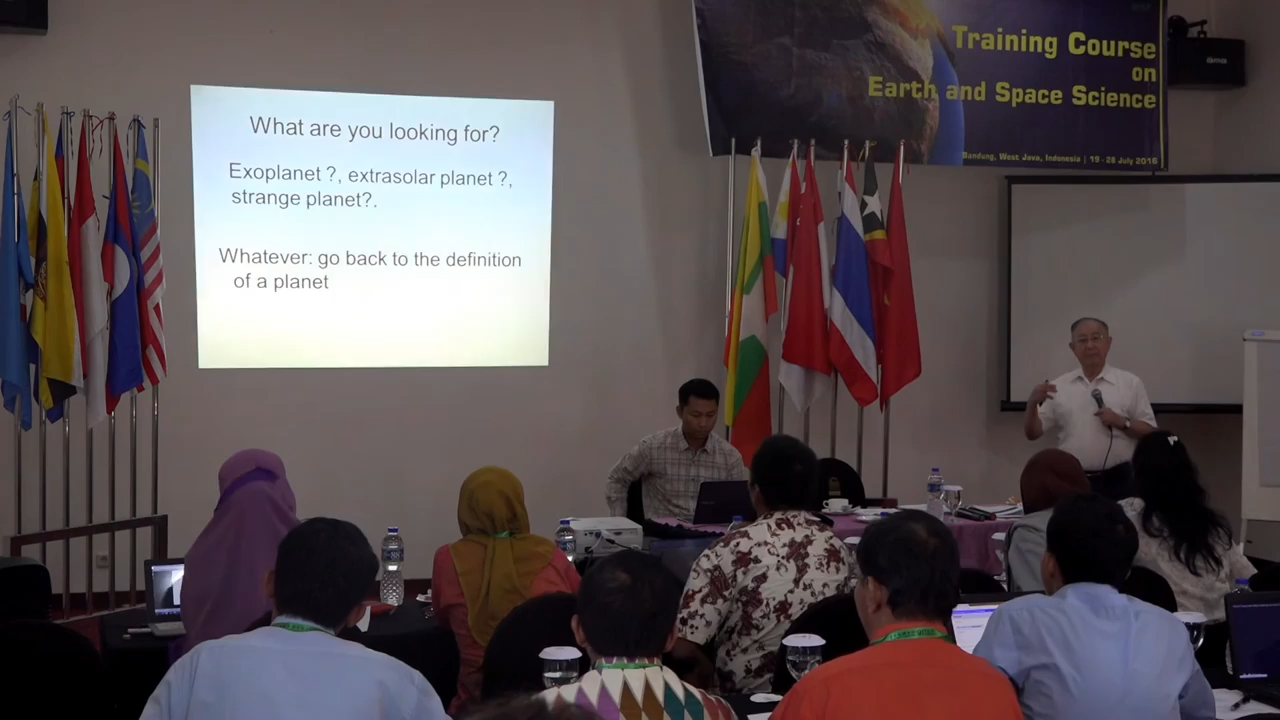 What are you looking for?
Exoplanet ?, extrasolar planet ?,
strange planet?.
Whatever: go back to the definition
of a planet
Training Course
on
Earth and Space Science
Bandung, West Java, Indonesia | 19 - 28 July 2016